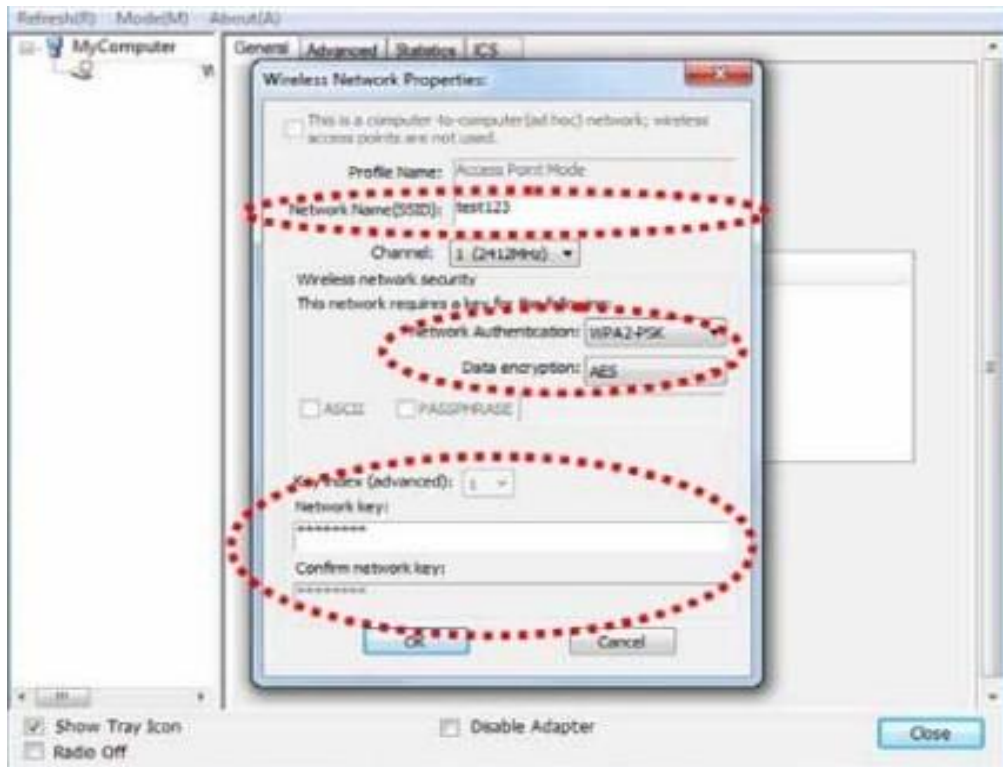 Refresh(R) Mode(M) About(A)
MyComputer
General Advanced Statistics ICS
Wireless Network Properties:
This is a computer-to-computer(ad hoc) network; wireless
access points are not used.
Profile Name: Access Point Mode
Network Name(SSID): test123
Channel: 1 (2412MHz)
Wireless network security
This network requires a key for the following:
Network Authentication: WPA2-PSK
Data encryption: AES
ASCII PASSPHRASE
Key index (advanced): 1
Network key:
********
Confirm network key:
********
OK Cancel
Show Tray Icon
Disable Adapter
Close
Radio Off